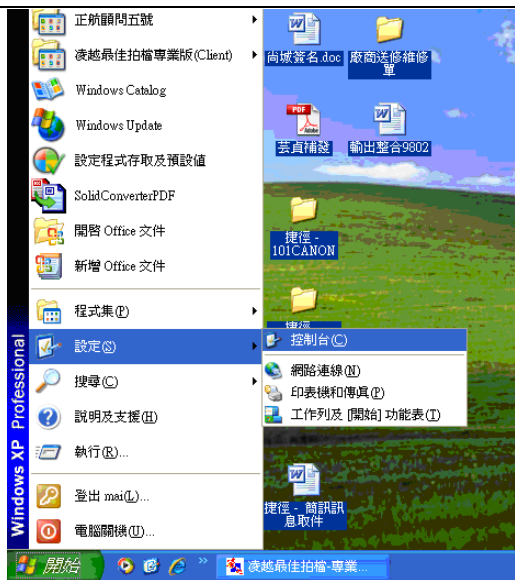 正航顧問五號
凌越最佳拍檔專業版(Client)
Windows Catalog
Windows Update
設定程式存取及預設値
SolidConverterPDF
開啓 Office 文件
新增 Office 文件
程式集(P)
設定(S)
搜尋(C)
說明及支援(H)
執行(R)...
登出 mai(L)...
電腦關機(U)...
Windows XP Professional
控制台(C)
網路連線(N)
印表機和傳真(P)
工作列及 [開始] 功能表(T)
尚城簽名.doc
廠商送修維修
單
PDF
Adobe
芸貞補發
輸出整合9802
捷徑 -
101CANON
捷徑 - 簡訊訊
息取件
開始
凌越最佳拍檔-專業...